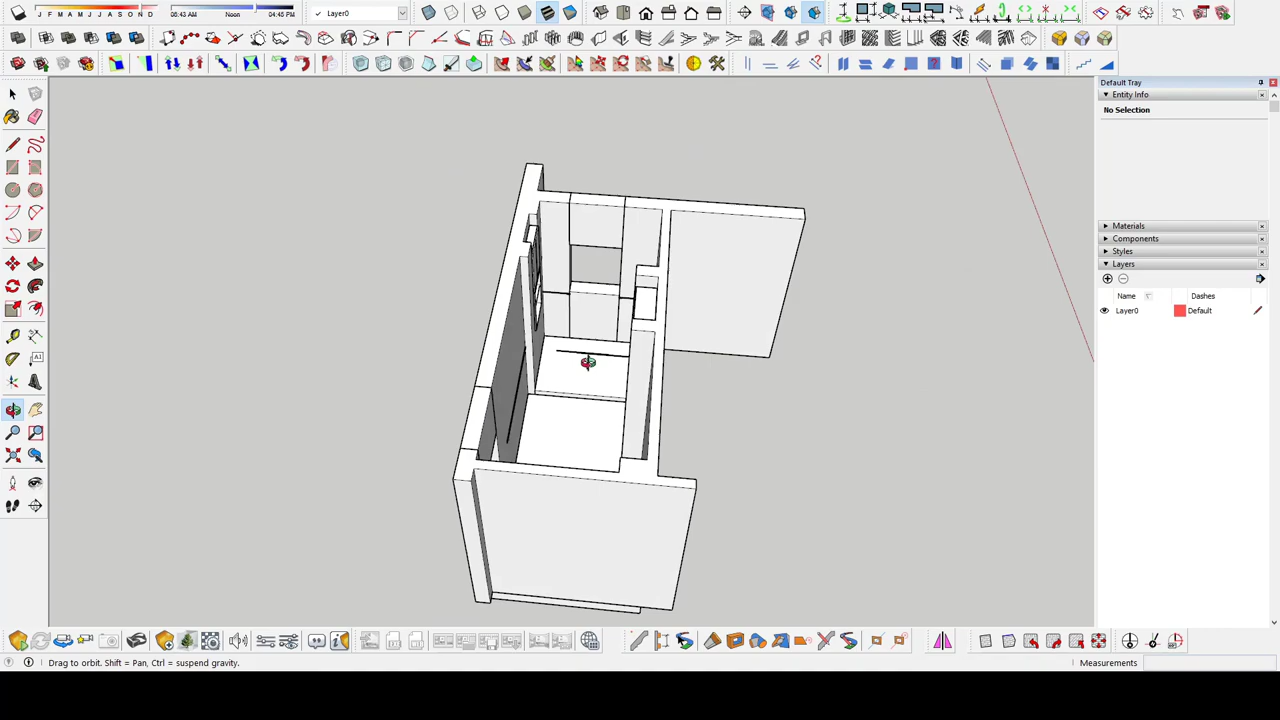 J F M A M J J A S O N D
06:43 AM
Noon
04:45 PM
Layer0
Default Tray
Entity Info
No Selection
Materials
Components
Styles
Layers
Name
Dashes
Layer0
Default
Drag to orbit. Shift = Pan, Ctrl = suspend gravity.
Measurements